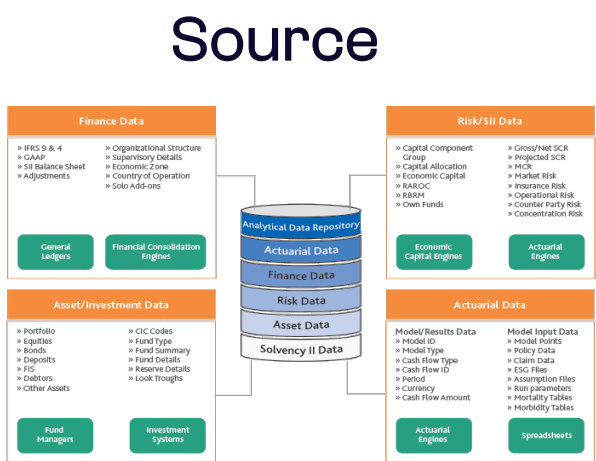 Source
Finance Data
» IFRS 9 & 4
» GAAP
» SII Balance Sheet
» Adjustments
» Organizational Structure
» Supervisory Details
» Economic Zone
» Country of Operation
» Solo Add-ons
General
Ledgers
Financial Consolidation
Engines
Risk/SII Data
» Capital Component
Group
» Capital Allocation
» Economic Capital
» RAROC
» RBRM
» Own Funds
» Gross/Net SCR
» Projected SCR
» MCR
» Market Risk
» Insurance Risk
» Operational Risk
» Counter Party Risk
» Concentration Risk
Economic
Capital Engines
Actuarial
Engines
Analytical Data Repository
Actuarial Data
Finance Data
Risk Data
Asset Data
Solvency II Data
Asset/Investment Data
» Portfolio
» Equities
» Bonds
» Deposits
» FIS
» Debtors
» Other Assets
» CIC Codes
» Fund Type
» Fund Summary
» Fund Details
» Reserve Details
» Look Troughs
Fund
Managers
Investment
Systems
Actuarial Data
Model/Results Data
» Model ID
» Model Type
» Cash Flow Type
» Cash Flow ID
» Period
» Currency
» Cash Flow Amount
Model Input Data
» Model Points
» Policy Data
» Claim Data
» ESG Files
» Assumption Files
» Run parameters
» Mortality Tables
» Morbidity Tables
Actuarial
Engines
Spreadsheets